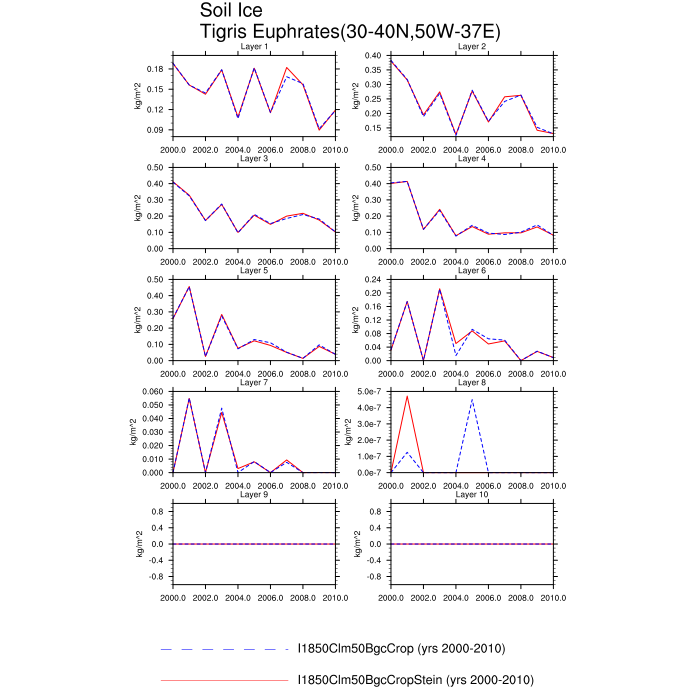 Soil Ice
Tigris Euphrates(30-40N,50W-37E)
Layer 1
Layer 2
kg/m^2
0.18
0.15
0.12
0.09
2000.0 2002.0 2004.0 2006.0 2008.0 2010.0
kg/m^2
0.40
0.35
0.30
0.25
0.20
0.15
2000.0 2002.0 2004.0 2006.0 2008.0 2010.0
Layer 3
Layer 4
kg/m^2
0.50
0.40
0.30
0.20
0.10
0.00
2000.0 2002.0 2004.0 2006.0 2008.0 2010.0
kg/m^2
0.50
0.40
0.30
0.20
0.10
0.00
2000.0 2002.0 2004.0 2006.0 2008.0 2010.0
Layer 5
Layer 6
kg/m^2
0.50
0.40
0.30
0.20
0.10
0.00
2000.0 2002.0 2004.0 2006.0 2008.0 2010.0
kg/m^2
0.24
0.20
0.16
0.12
0.08
0.04
0.00
2000.0 2002.0 2004.0 2006.0 2008.0 2010.0
Layer 7
Layer 8
kg/m^2
0.060
0.050
0.040
0.030
0.020
0.010
0.000
2000.0 2002.0 2004.0 2006.0 2008.0 2010.0
kg/m^2
5.0e-7
4.0e-7
3.0e-7
2.0e-7
1.0e-7
0.0e-7
2000.0 2002.0 2004.0 2006.0 2008.0 2010.0
Layer 9
Layer 10
kg/m^2
0.8
0.4
0.0
-0.4
-0.8
2000.0 2002.0 2004.0 2006.0 2008.0 2010.0
kg/m^2
0.8
0.4
0.0
-0.4
-0.8
2000.0 2002.0 2004.0 2006.0 2008.0 2010.0
I1850Clm50BgcCrop (yrs 2000-2010)
I1850Clm50BgcCropStein (yrs 2000-2010)